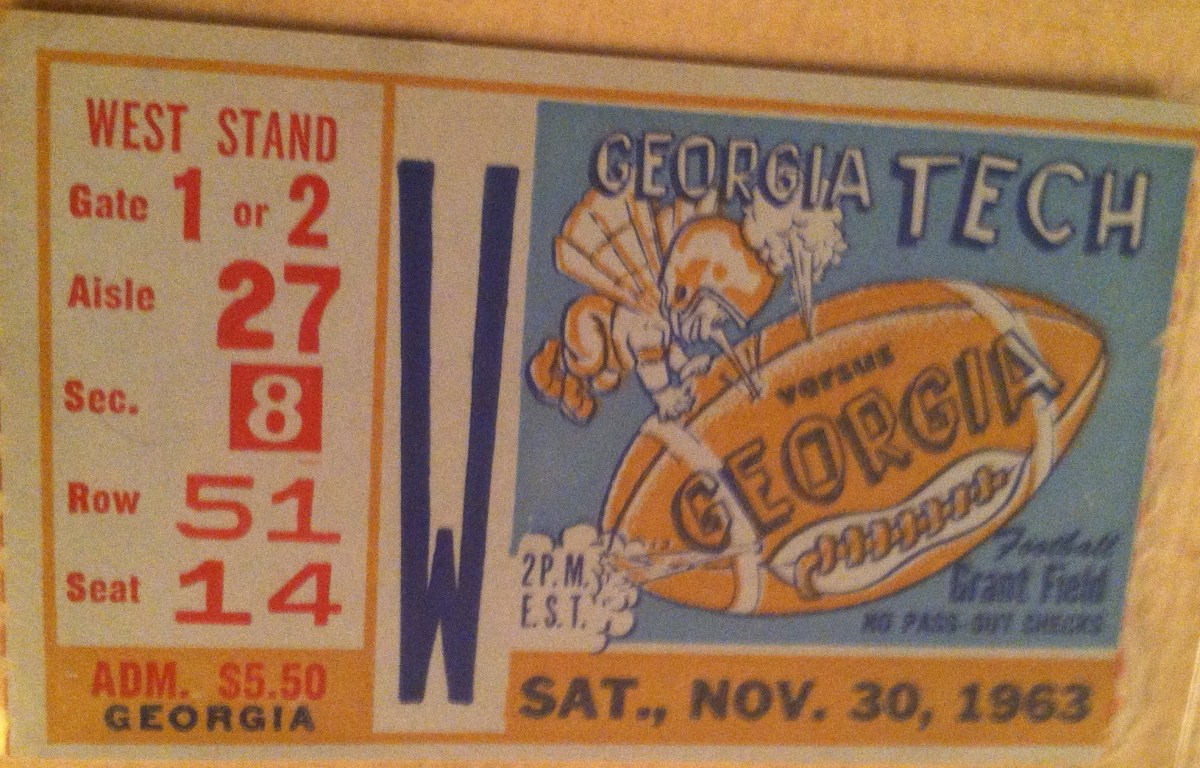 WEST STAND
Gate 1 or 2
Aisle 27
Sec. 8
Row 51
Seat 14
ADM. $5.50
GEORGIA
W
GEORGIA TECH
versus
GEORGIA
2 P.M.
E.S.T.
Football
Grant Field
NO PASS-OUT CHECKS
SAT., NOV. 30, 1963